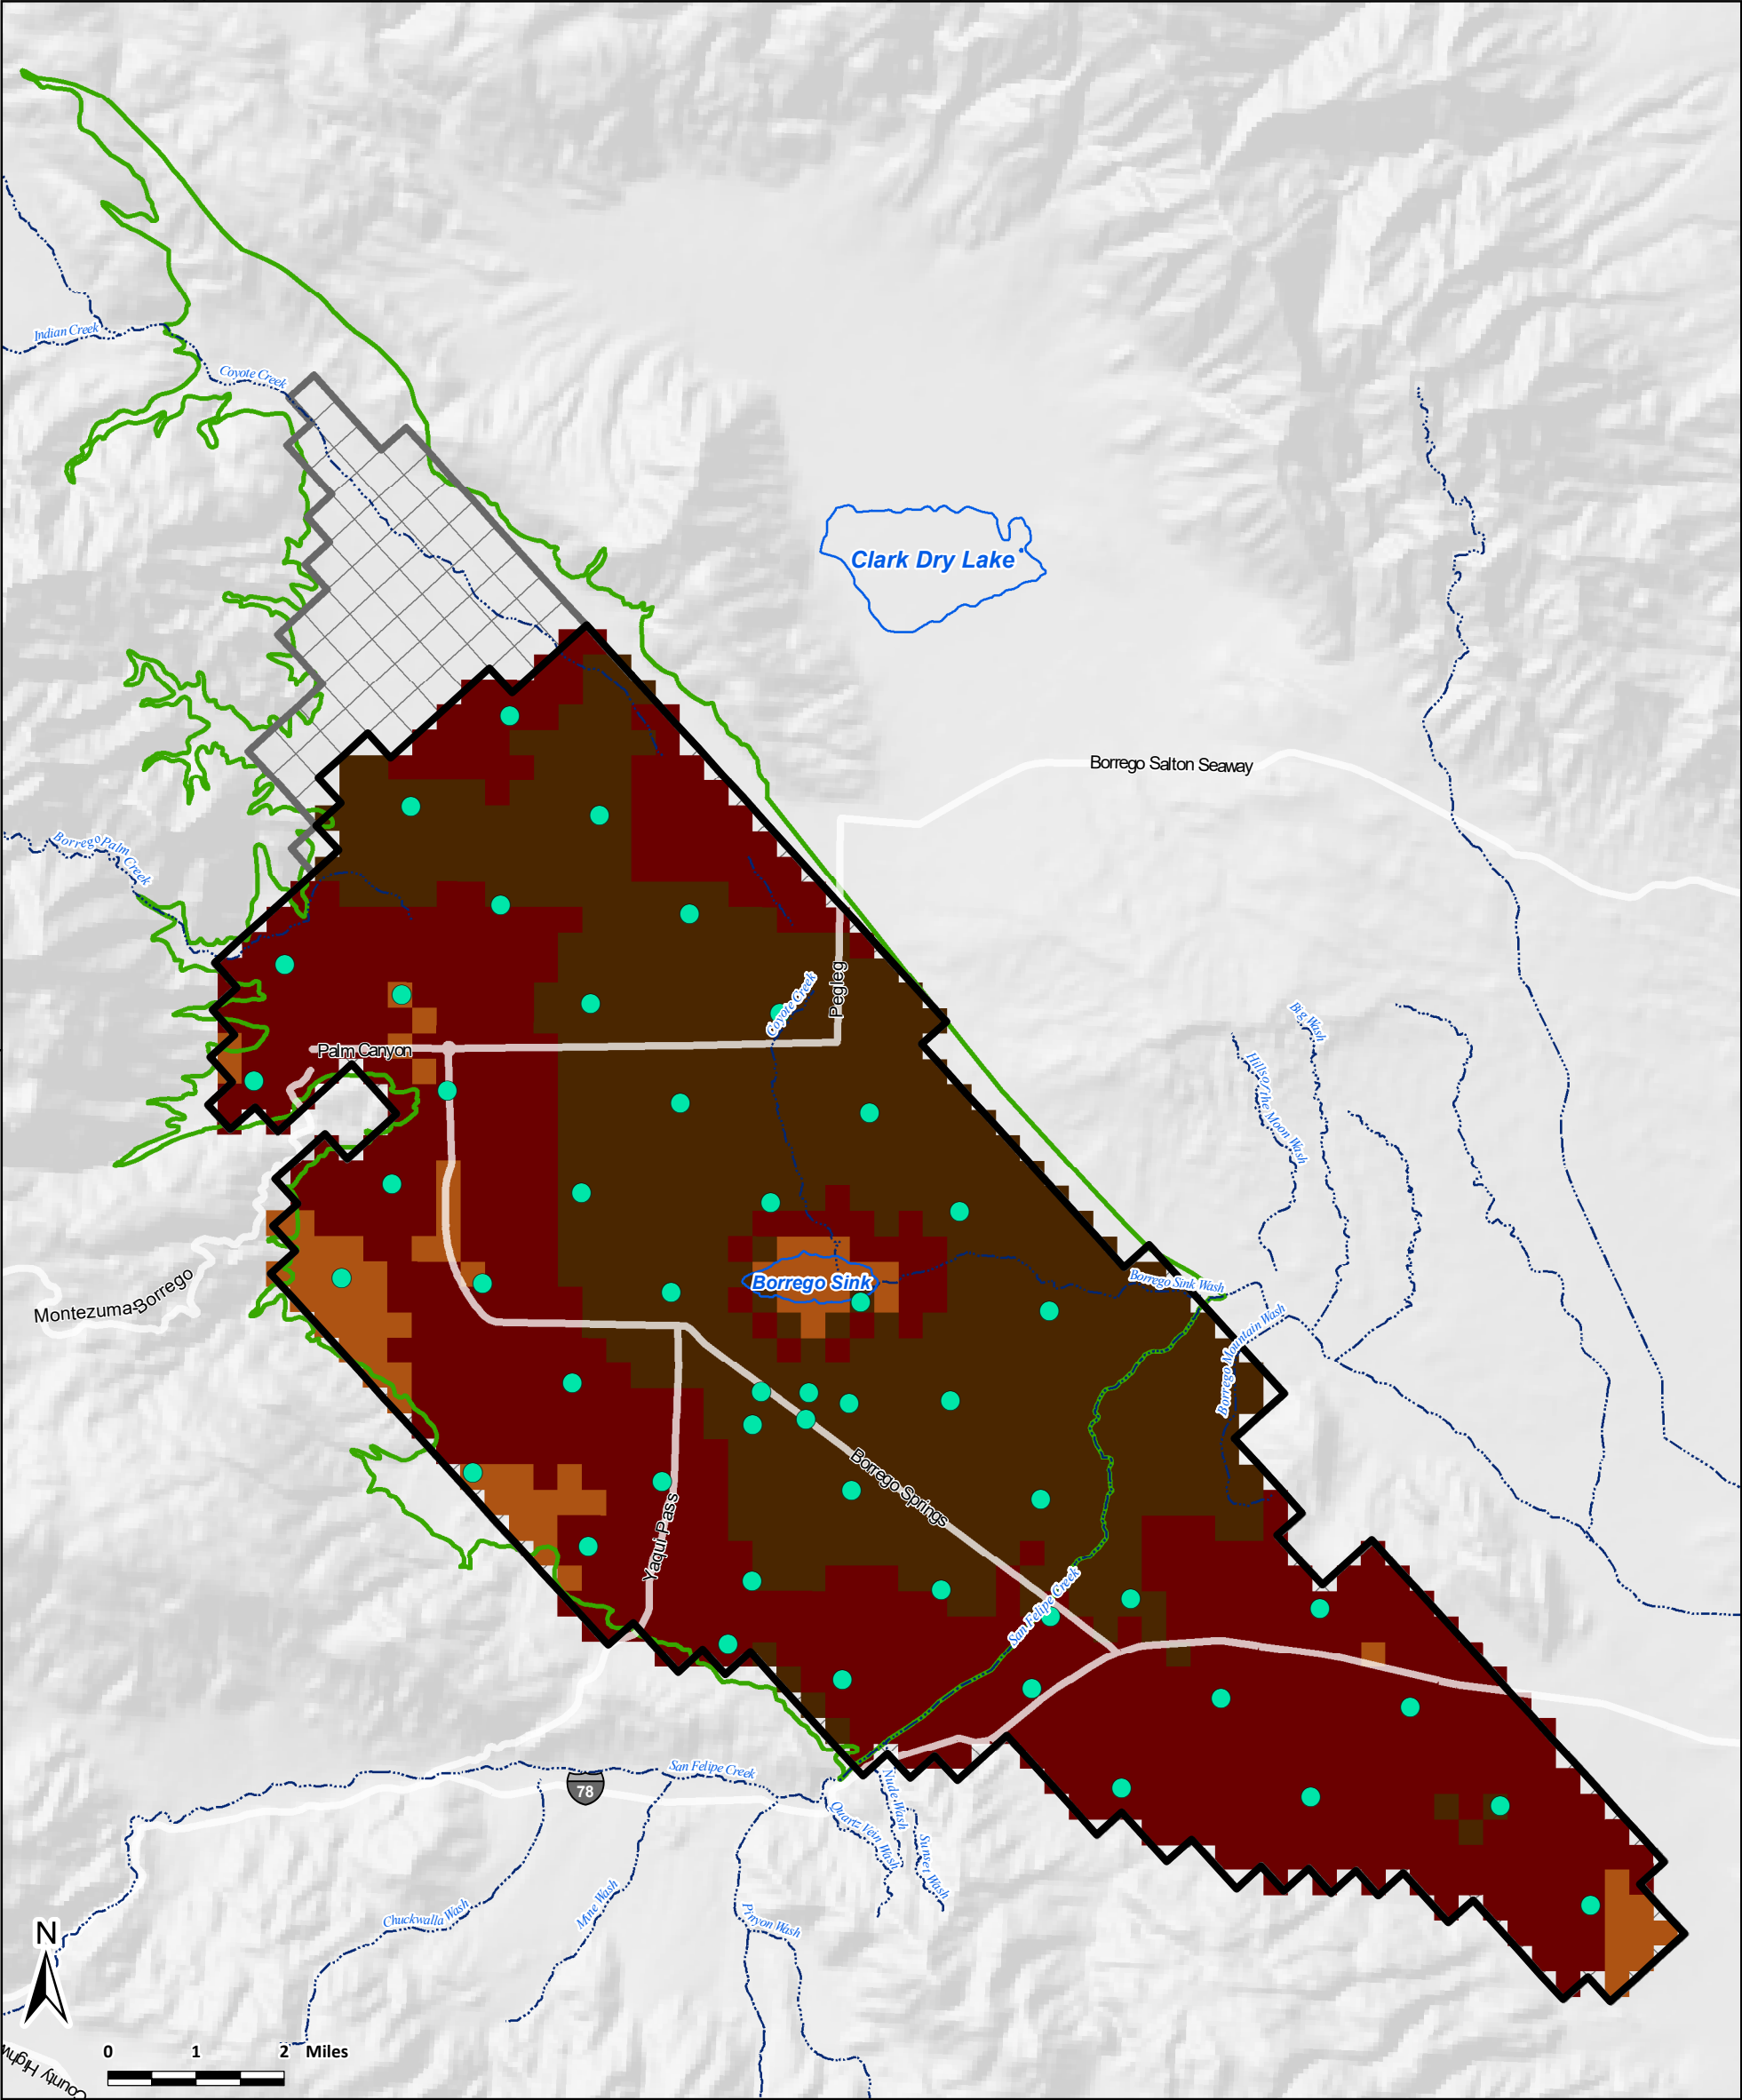 Indian Creek
Coyote Creek
Clark Dry Lake
Borrego Salton Seaway
Borrego Palm
Creek
Pegleg
Coyote Creek
Palm Canyon
Big Wash
Hills of the Moon Wash
Borrego Sink
Borrego Sink Wash
Montezuma-Borrego
Borrego Mountain Wash
Borrego Springs
Yaqui Pass
San Felipe Creek
San Felipe Creek
78
Nude Wash
Quartz Vein Wash
Sunset Wash
Chuckwalla Wash
Mine Wash
Pinyon Wash
N
0 1 2 Miles
County Highw